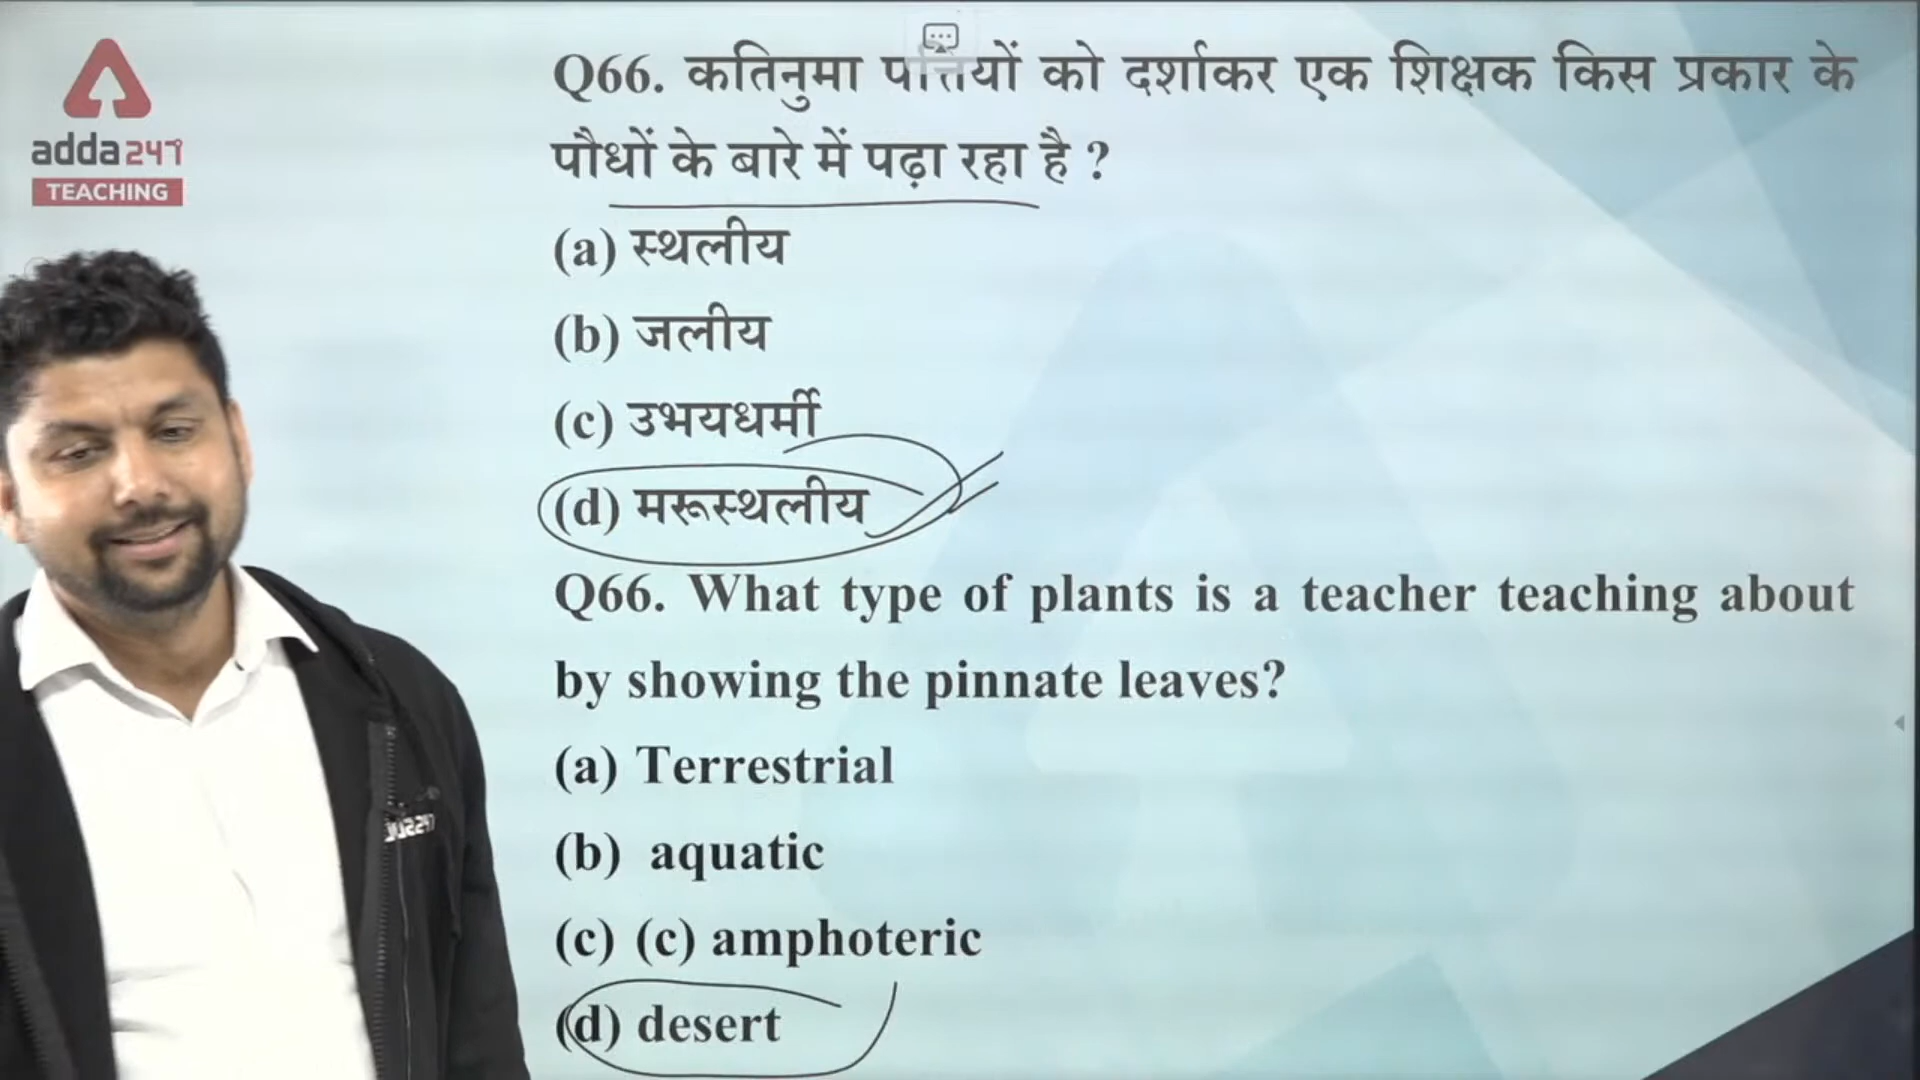 adda247
TEACHING
Q66. कतिनुमा पत्तियों को दर्शाकर एक शिक्षक किस प्रकार के
पौधों के बारे में पढ़ा रहा है ?
(a) स्थलीय
(b) जलीय
(c) उभयधर्मी
(d) मरूस्थलीय
Q66. What type of plants is a teacher teaching about
by showing the pinnate leaves?
(a) Terrestrial
(b) aquatic
(c) (c) amphoteric
(d) desert